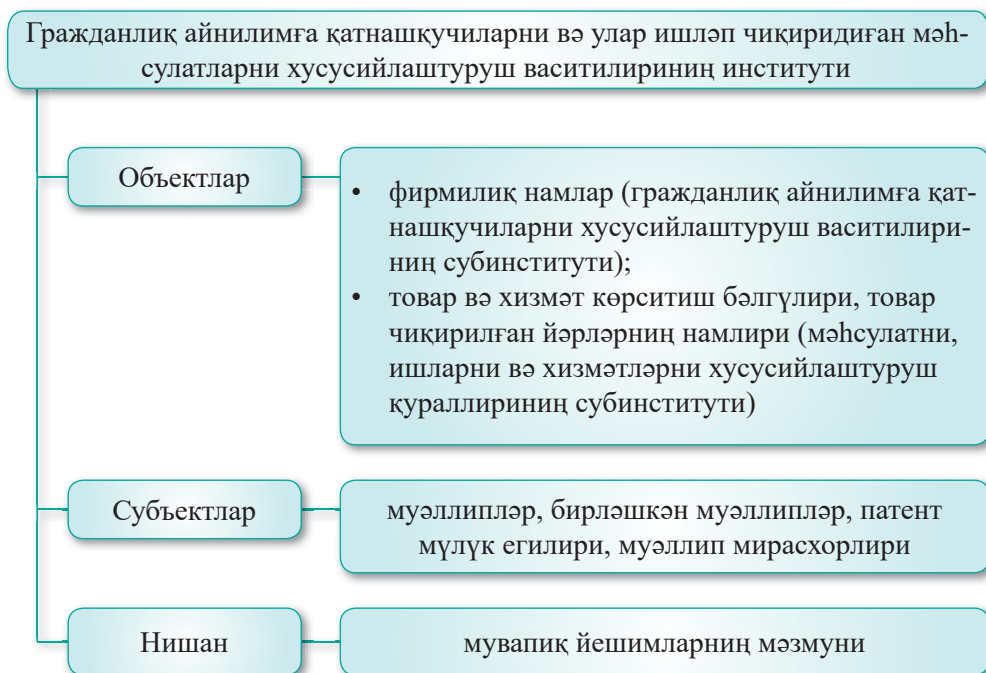 Гражданлиқ айнилимға қатнашқучиларни вә улар ишләп чиқиридиған мәһ-
сулатларни хусусийлаштуруш васитилириниң институти
Объектлар
• фирмилиқ намлар (гражданлиқ айнилимға қат-
нашқучиларни хусусийлаштуруш васитилири-
ниң субинститути);
• товар вә хизмәт көрситиш бәлгүлири, товар
чиқирилған йәрләрниң намлири (мәһсулатни,
ишларни вә хизмәтләрни хусусийлаштуруш
қураллириниң субинститути)
Субъектлар
муәллипләр, бирләшкән муәллипләр, патент
мүлүк егилири, муәллип мирасхорлири
Нишан
мувапиқ йешимларниң мәзмуни